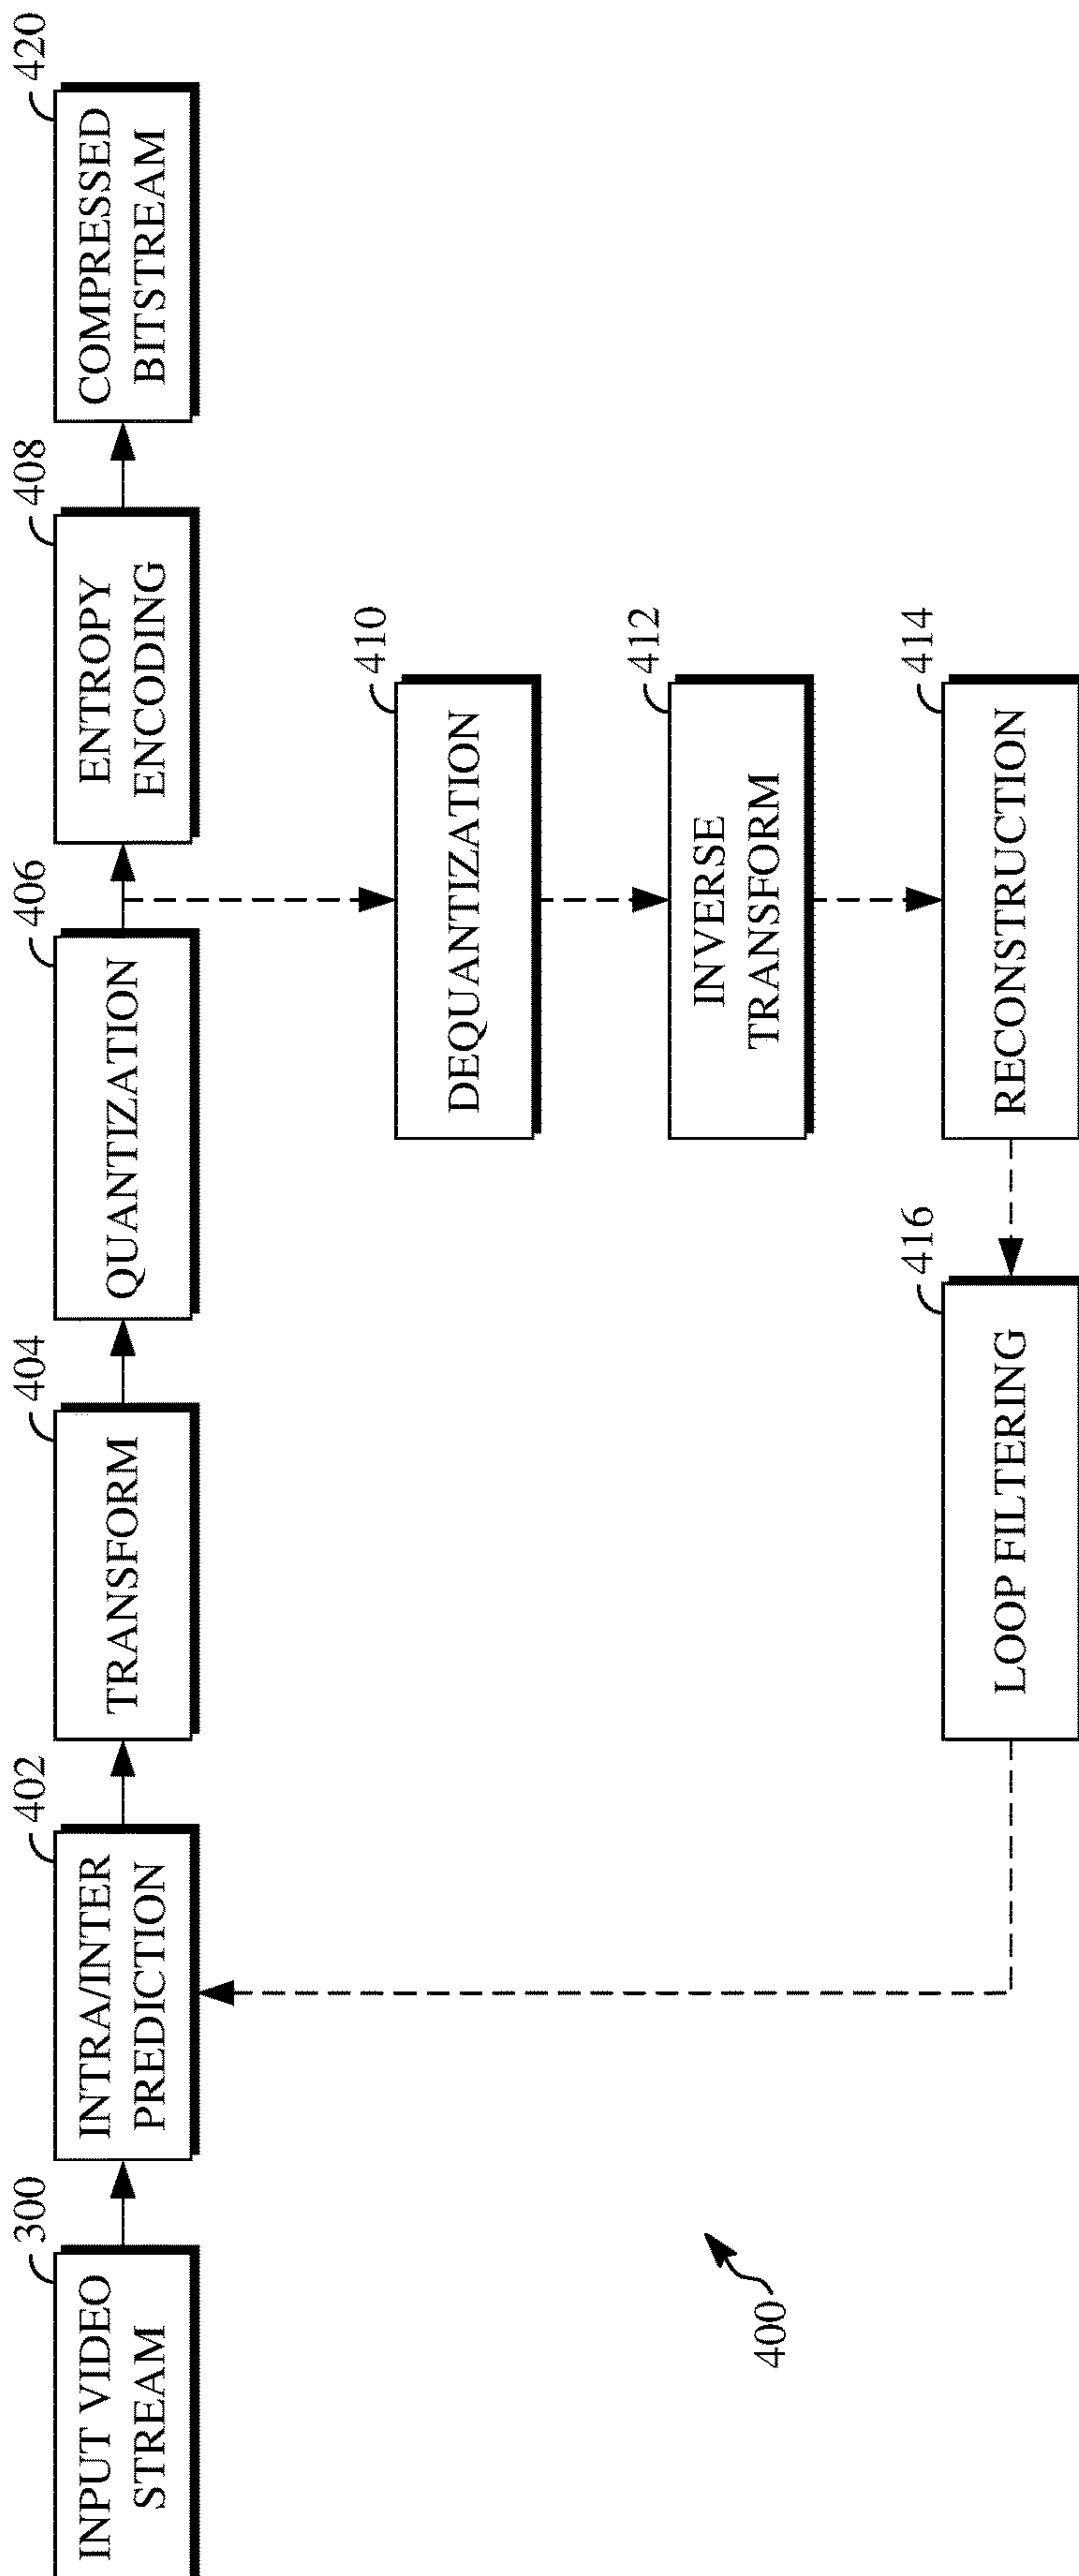 300
INPUT VIDEO
STREAM
402
INTRA/INTER
PREDICTION
404
TRANSFORM
406
QUANTIZATION
408
ENTROPY
ENCODING
420
COMPRESSED
BITSTREAM
410
DEQUANTIZATION
412
INVERSE
TRANSFORM
414
RECONSTRUCTION
416
LOOP FILTERING
400